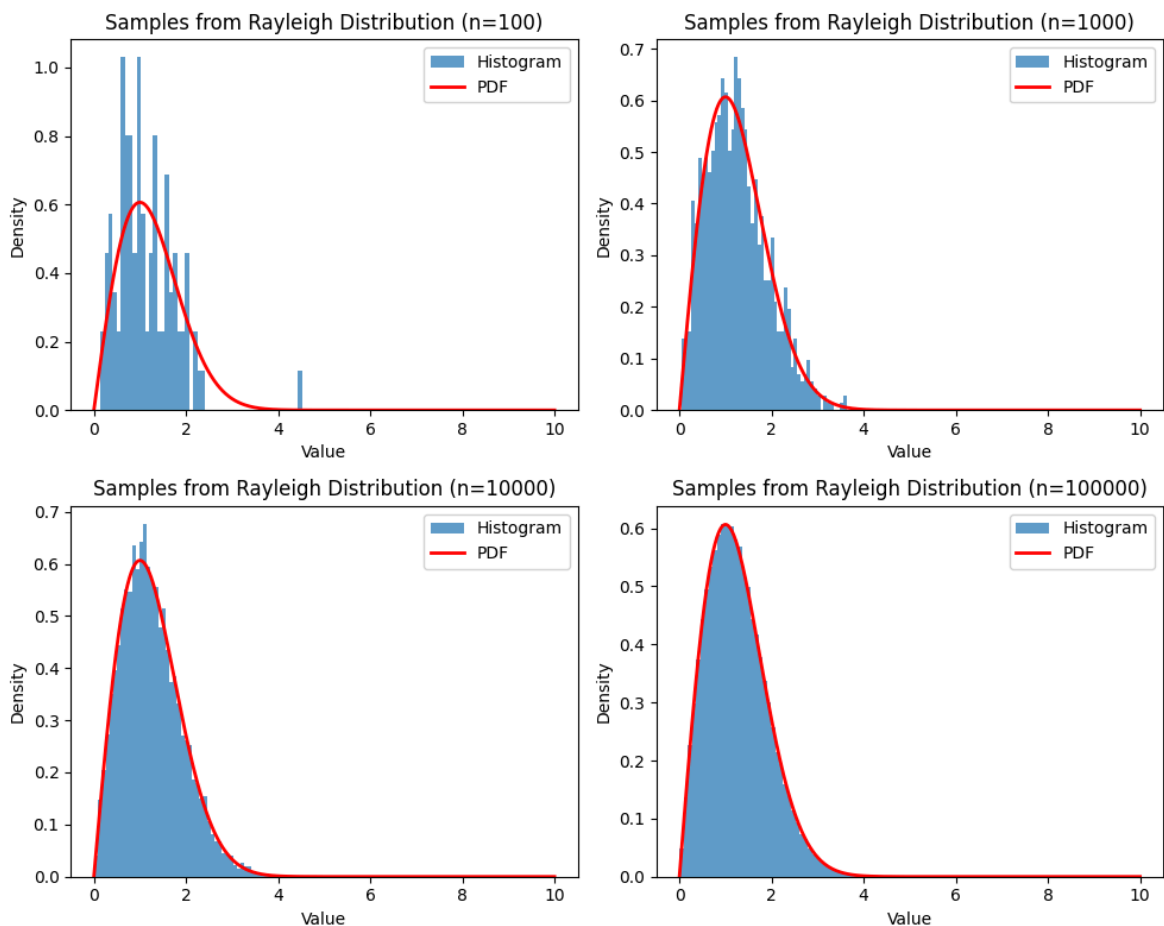 Samples from Rayleigh Distribution (n=100)
1.0
0.8
0.6
0.4
0.2
0.0
Density
Histogram
PDF
0 2 4 6 8 10
Value
Samples from Rayleigh Distribution (n=1000)
0.7
0.6
0.5
0.4
0.3
0.2
0.1
0.0
Density
Histogram
PDF
0 2 4 6 8 10
Value
Samples from Rayleigh Distribution (n=10000)
0.7
0.6
0.5
0.4
0.3
0.2
0.1
0.0
Density
Histogram
PDF
0 2 4 6 8 10
Value
Samples from Rayleigh Distribution (n=100000)
0.6
0.5
0.4
0.3
0.2
0.1
0.0
Density
Histogram
PDF
0 2 4 6 8 10
Value